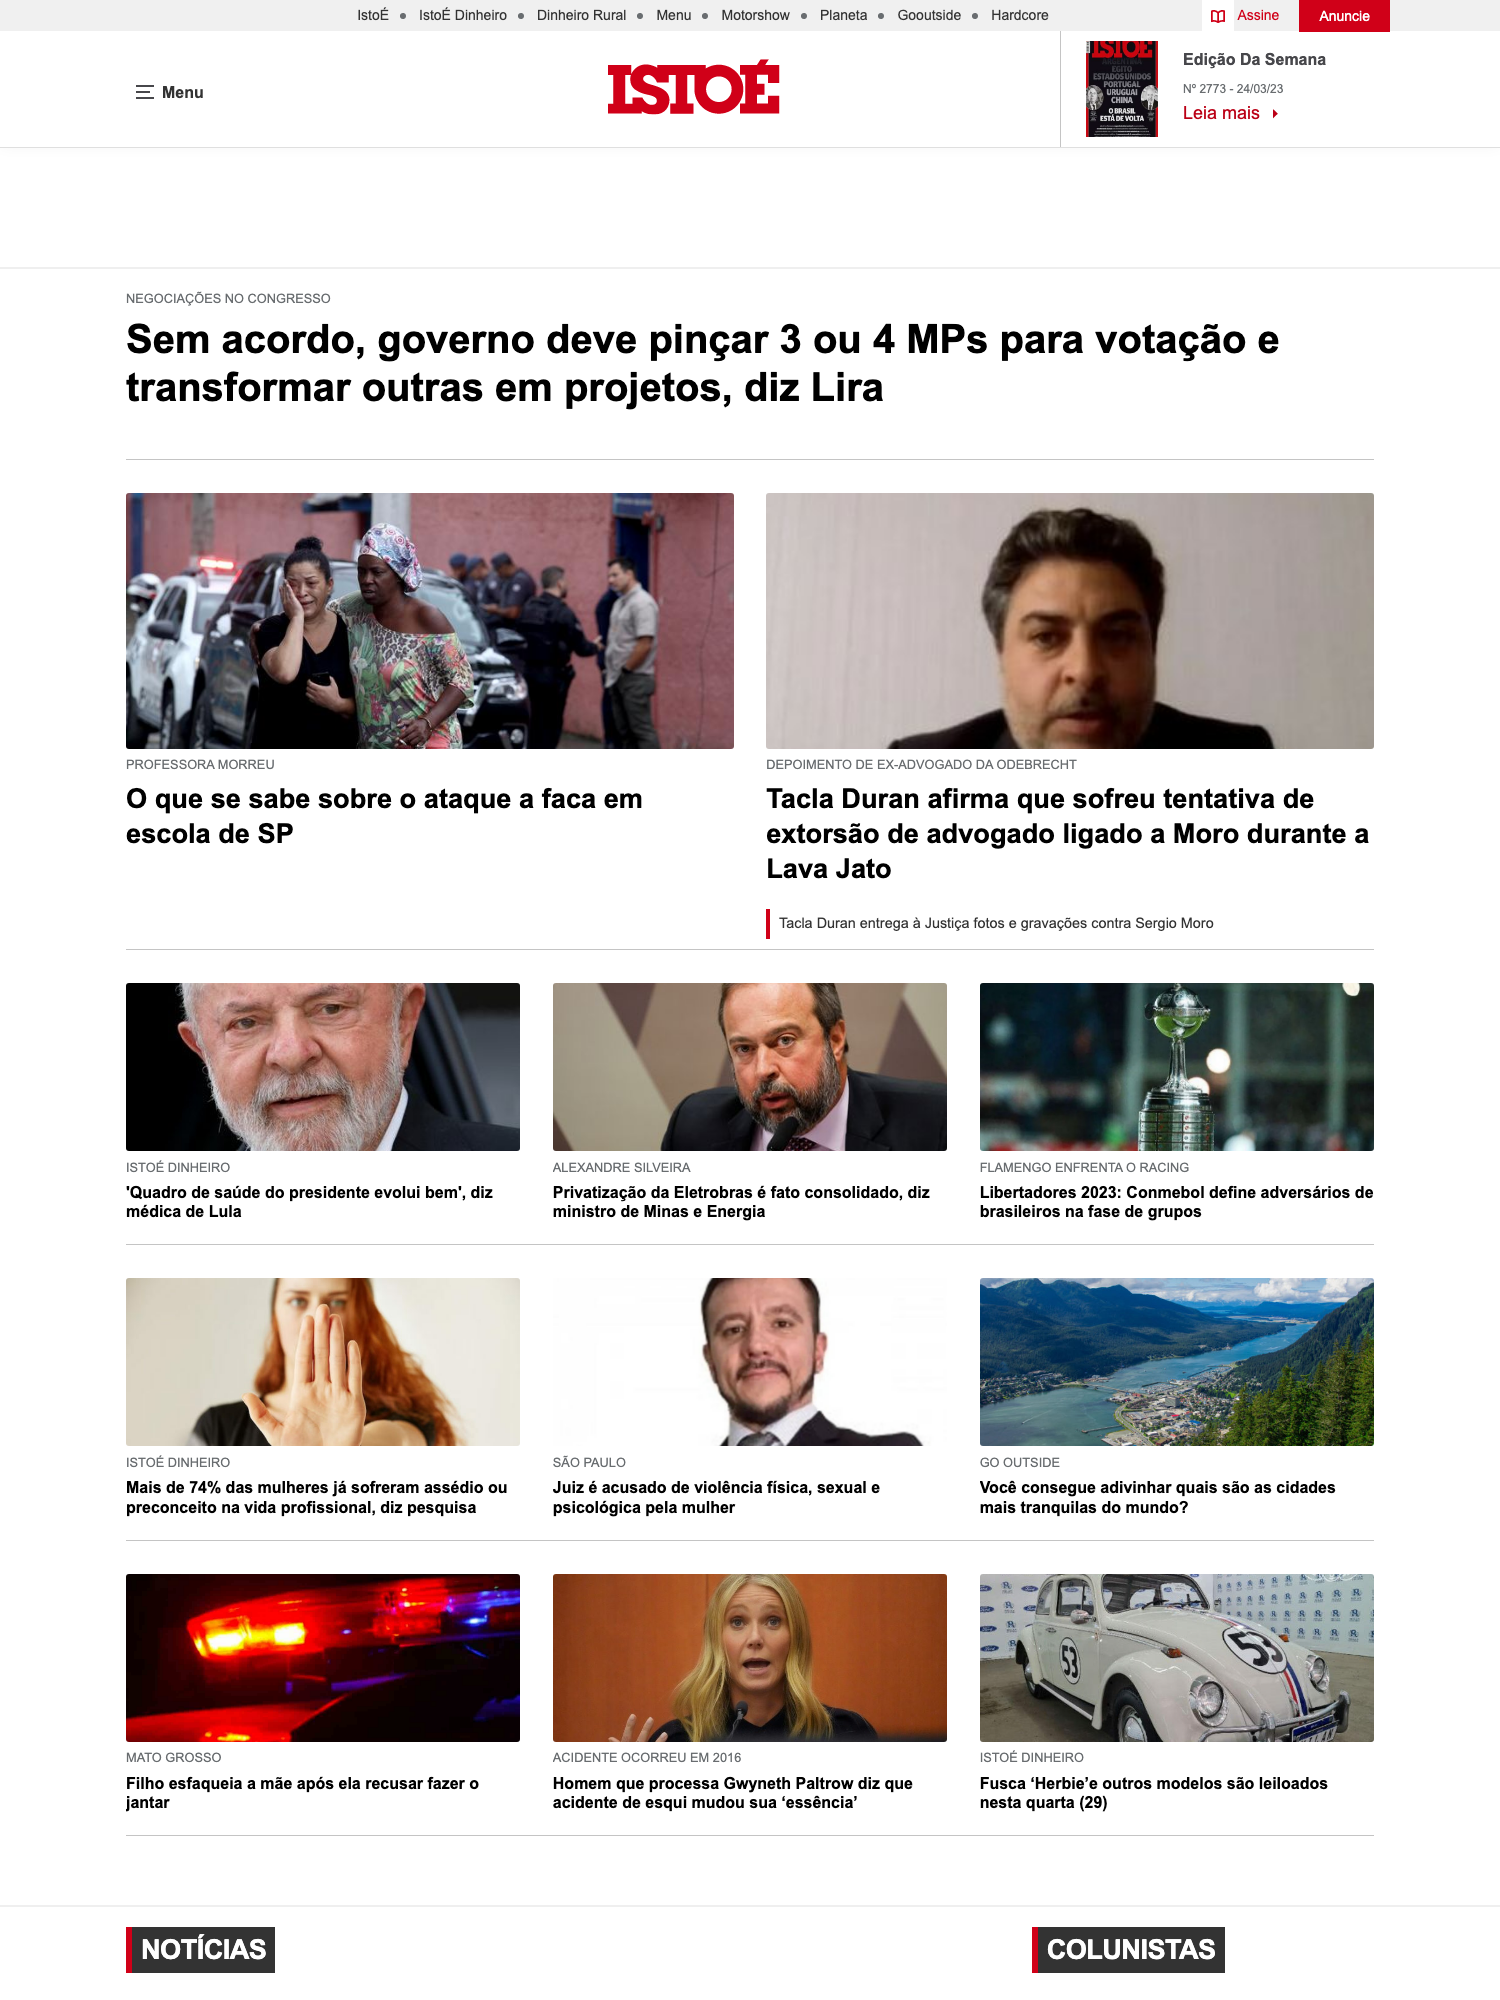 IstoÉ
IstoÉ Dinheiro
Dinheiro Rural
Menu
Motorshow
Planeta
Gooutside
Hardcore
Assine
Anuncie
Menu
ISTOÉ
ISTOÉ
ARGENTINA
EGITO
ESTADOS UNIDOS
PORTUGAL
URUGUAI
CHINA
O BRASIL
ESTÁ DE VOLTA
Edição Da Semana
Nº 2773 - 24/03/23
Leia mais
NEGOCIAÇÕES NO CONGRESSO
Sem acordo, governo deve pinçar 3 ou 4 MPs para votação e
transformar outras em projetos, diz Lira
PROFESSORA MORREU
O que se sabe sobre o ataque a faca em
escola de SP
DEPOIMENTO DE EX-ADVOGADO DA ODEBRECHT
Tacla Duran afirma que sofreu tentativa de
extorsão de advogado ligado a Moro durante a
Lava Jato
Tacla Duran entrega à Justiça fotos e gravações contra Sergio Moro
ISTOÉ DINHEIRO
'Quadro de saúde do presidente evolui bem', diz
médica de Lula
ALEXANDRE SILVEIRA
Privatização da Eletrobras é fato consolidado, diz
ministro de Minas e Energia
FLAMENGO ENFRENTA O RACING
Libertadores 2023: Conmebol define adversários de
brasileiros na fase de grupos
ISTOÉ DINHEIRO
Mais de 74% das mulheres já sofreram assédio ou
preconceito na vida profissional, diz pesquisa
SÃO PAULO
Juiz é acusado de violência física, sexual e
psicológica pela mulher
GO OUTSIDE
Você consegue adivinhar quais são as cidades
mais tranquilas do mundo?
53
53
MATO GROSSO
Filho esfaqueia a mãe após ela recusar fazer o
jantar
ACIDENTE OCORREU EM 2016
Homem que processa Gwyneth Paltrow diz que
acidente de esqui mudou sua ‘essência’
ISTOÉ DINHEIRO
Fusca ‘Herbie’e outros modelos são leiloados
nesta quarta (29)
NOTÍCIAS
COLUNISTAS